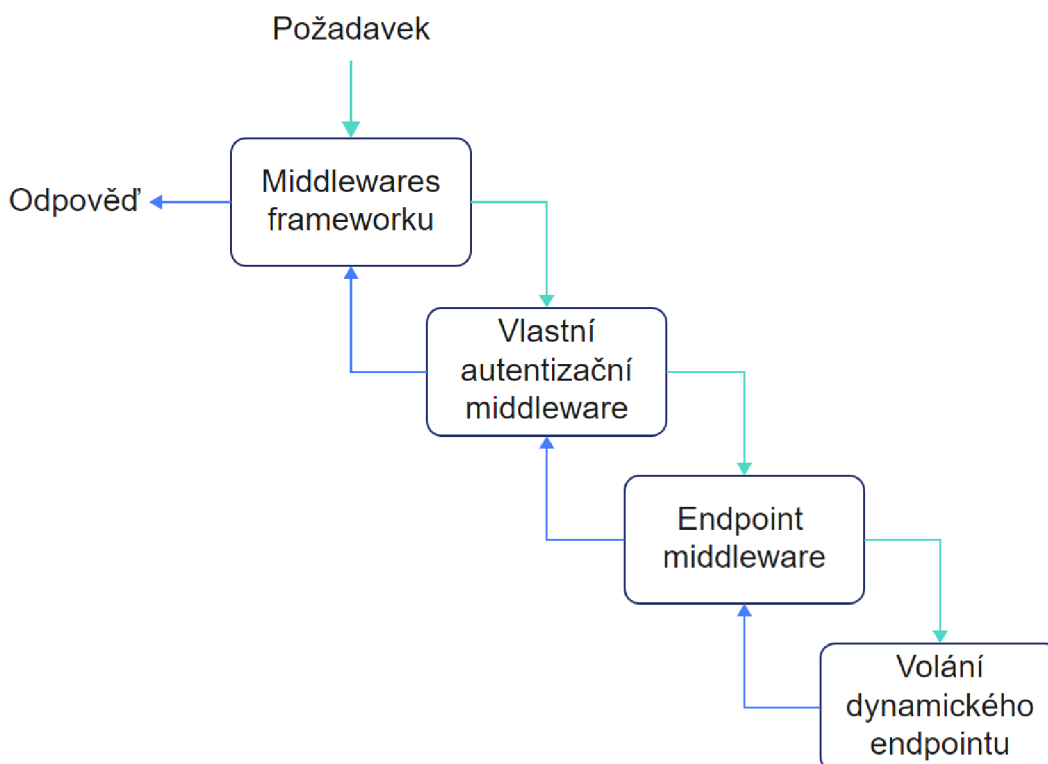 Požadavek
Middlewares
frameworku
Odpověď
Vlastní
autentizační
middleware
Endpoint
middleware
Volání
dynamického
endpointu